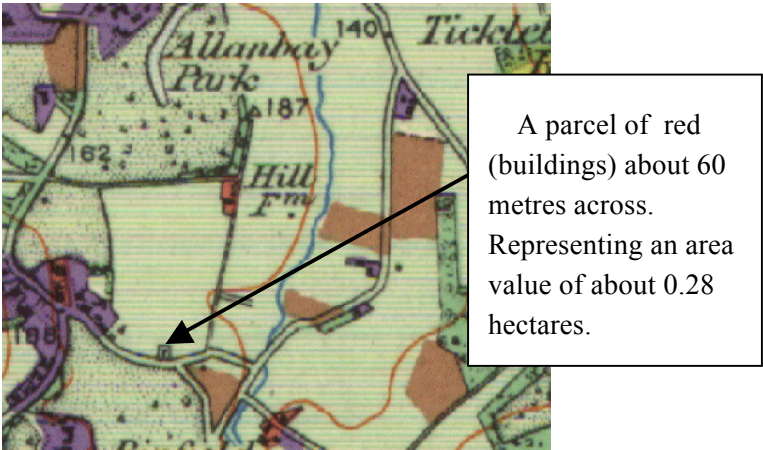 140
Allanbay
Park
187
162
Hill
Fm
A parcel of red
(buildings) about 60
metres across.
Representing an area
value of about 0.28
hectares.